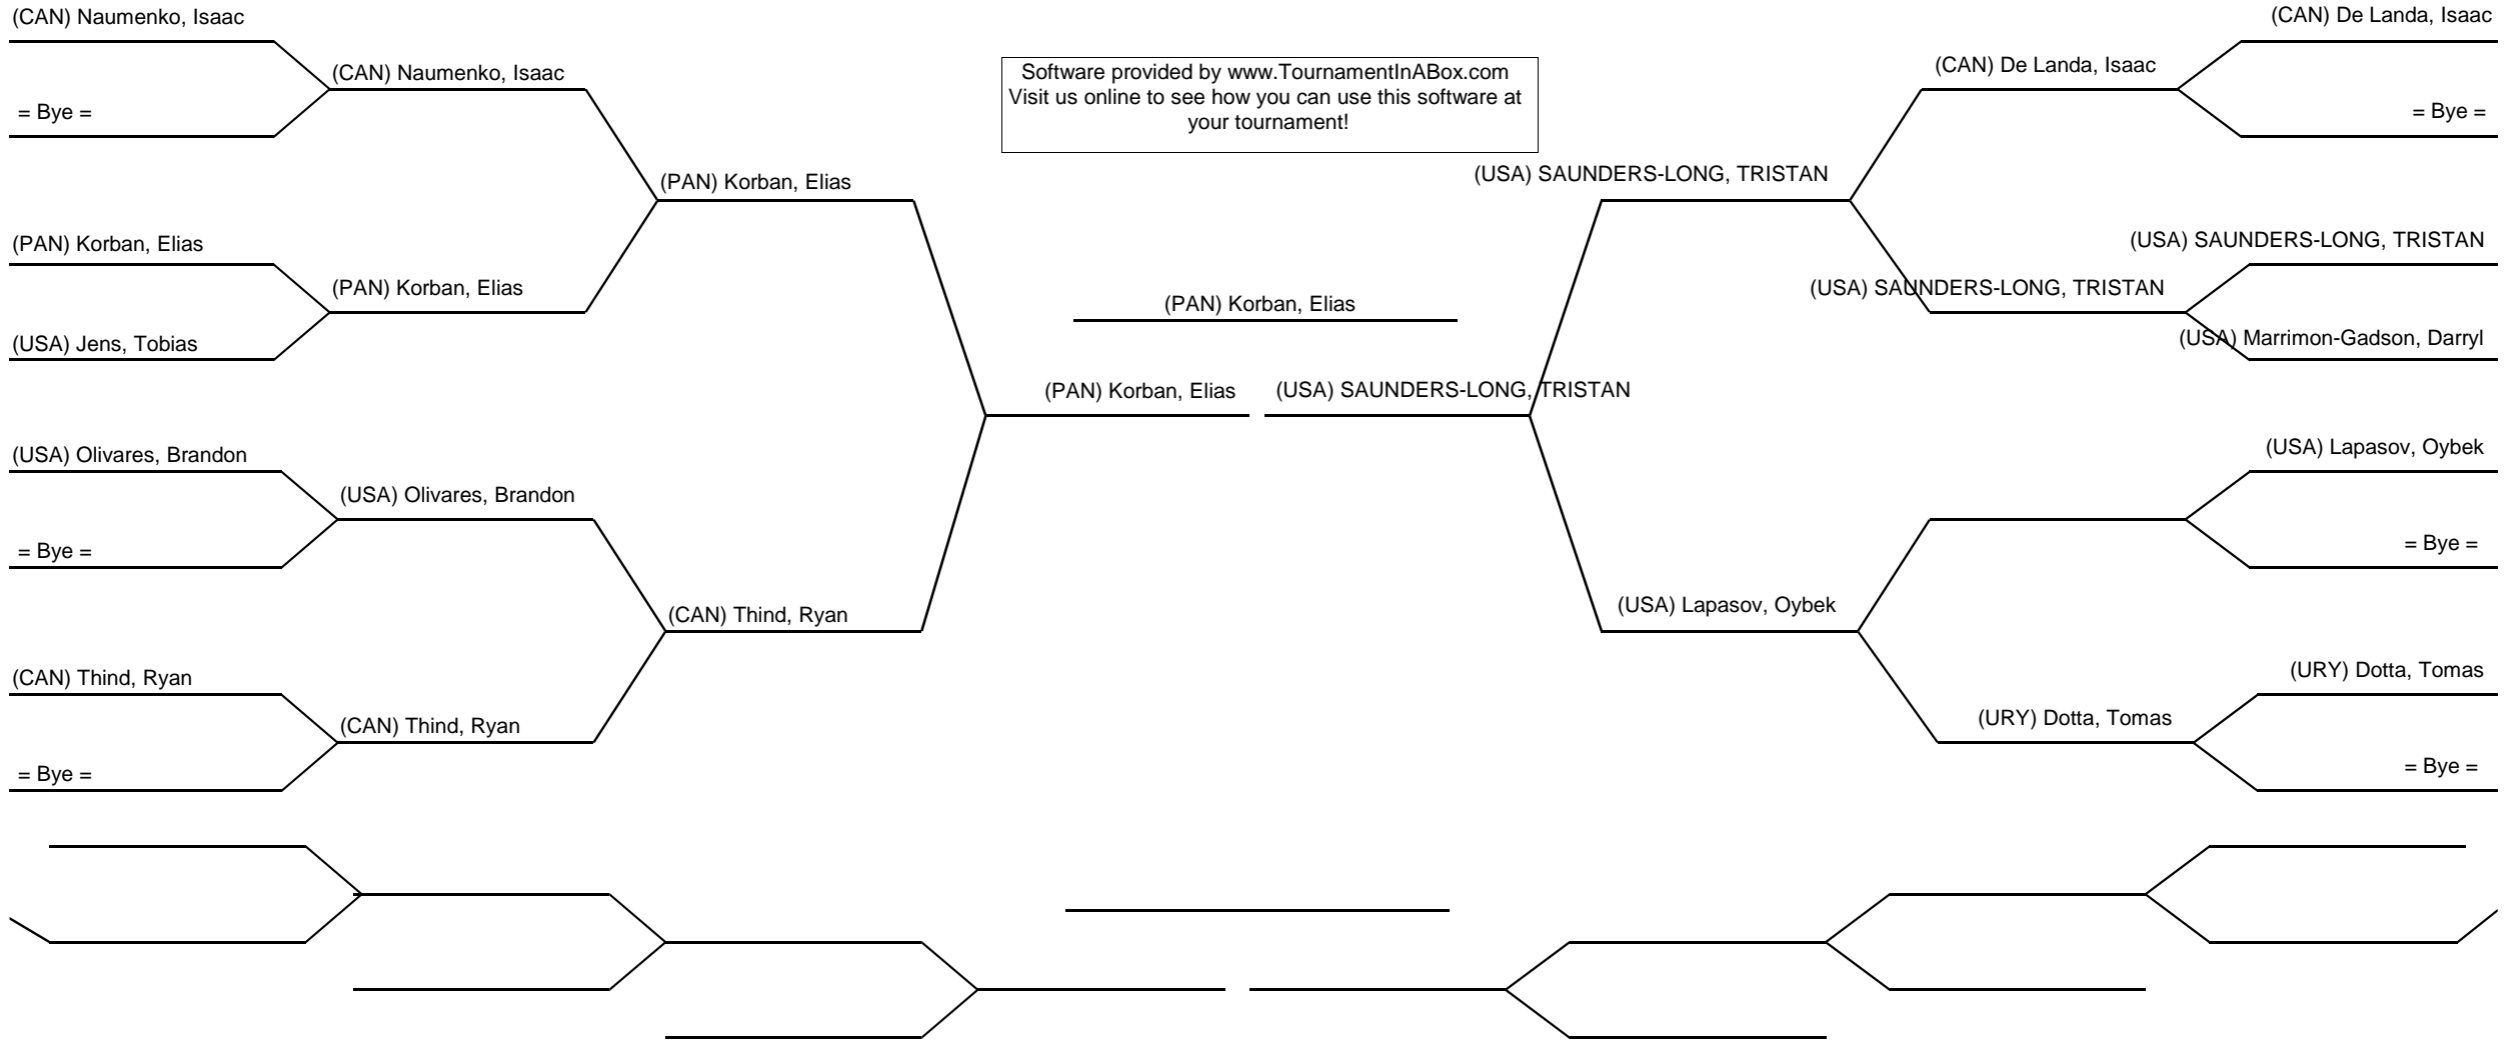 (CAN) Naumenko, Isaac
= Bye =
(PAN) Korban, Elias
(USA) Jens, Tobias
(USA) Olivares, Brandon
= Bye =
(CAN) Thind, Ryan
= Bye =
(CAN) Naumenko, Isaac
(PAN) Korban, Elias
(USA) Olivares, Brandon
(CAN) Thind, Ryan
(PAN) Korban, Elias
(CAN) Thind, Ryan
Software provided by www.TournamentInABox.com
Visit us online to see how you can use this software at
your tournament!
(PAN) Korban, Elias
(PAN) Korban, Elias
(USA) SAUNDERS-LONG, TRISTAN
(USA) SAUNDERS-LONG, TRISTAN
(USA) Lapasov, Oybek
(CAN) De Landa, Isaac
(USA) SAUNDERS-LONG, TRISTAN
(URY) Dotta, Tomas
(CAN) De Landa, Isaac
= Bye =
(USA) SAUNDERS-LONG, TRISTAN
(USA) Marrimon-Gadson, Darryl
(USA) Lapasov, Oybek
= Bye =
(URY) Dotta, Tomas
= Bye =